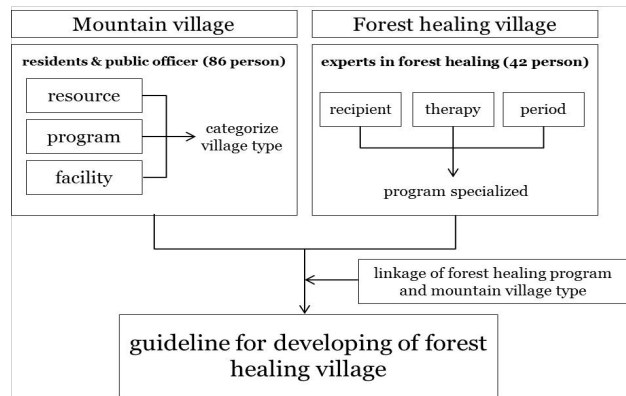 Mountain village
Forest healing village
residents & public officer (86 person)
resource
program
facility
categorize
village type
experts in forest healing (42 person)
recipient
therapy
period
program specialized
linkage of forest healing program
and mountain village type
guideline for developing of forest
healing village